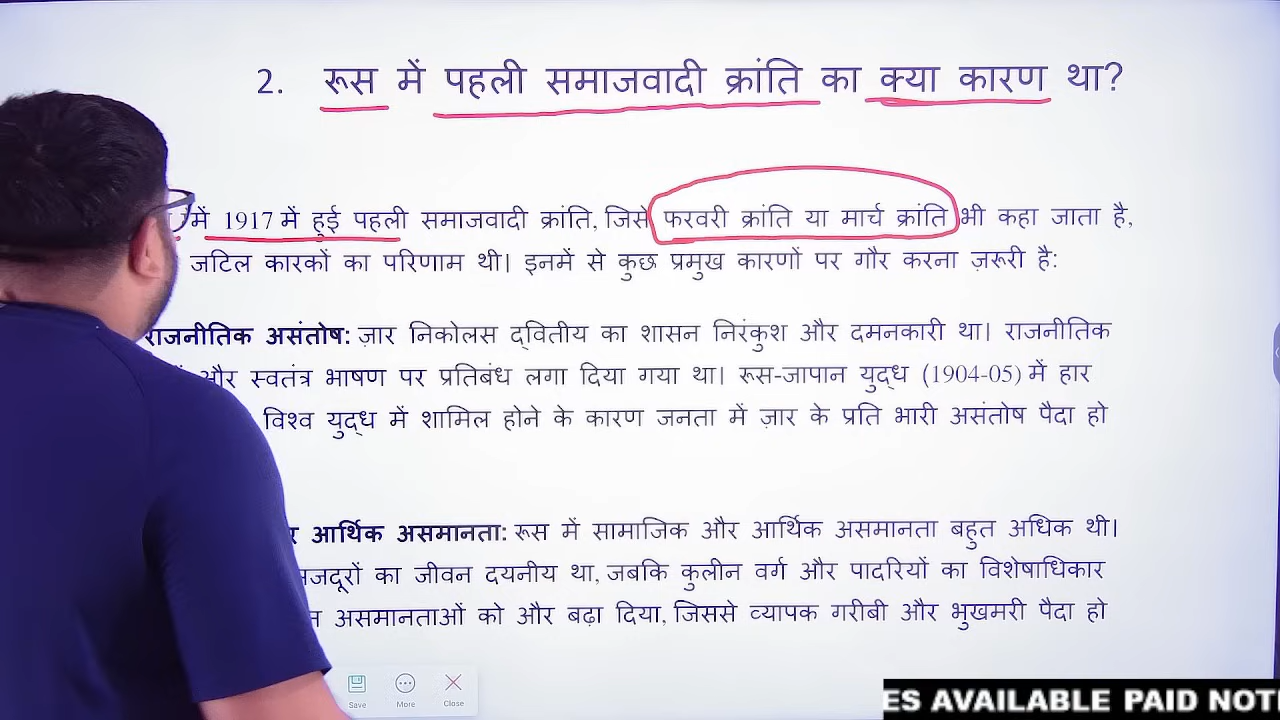 2. रूस में पहली समाजवादी क्रांति का क्या कारण था?
में 1917 में हुई पहली समाजवादी क्रांति, जिसे फरवरी क्रांति या मार्च क्रांति भी कहा जाता है,
जटिल कारकों का परिणाम थी। इनमें से कुछ प्रमुख कारणों पर गौर करना ज़रूरी है:
राजनीतिक असंतोष: ज़ार निकोलस द्वितीय का शासन निरंकुश और दमनकारी था। राजनीतिक
और स्वतंत्र भाषण पर प्रतिबंध लगा दिया गया था। रूस-जापान युद्ध (1904-05) में हार
विश्व युद्ध में शामिल होने के कारण जनता में ज़ार के प्रति भारी असंतोष पैदा हो
आर्थिक असमानता: रूस में सामाजिक और आर्थिक असमानता बहुत अधिक थी।
मजदूरों का जीवन दयनीय था, जबकि कुलीन वर्ग और पादरियों का विशेषाधिकार
असमानताओं को और बढ़ा दिया, जिससे व्यापक गरीबी और भुखमरी पैदा हो
Save More Close
ES AVAILABLE PAID NOT